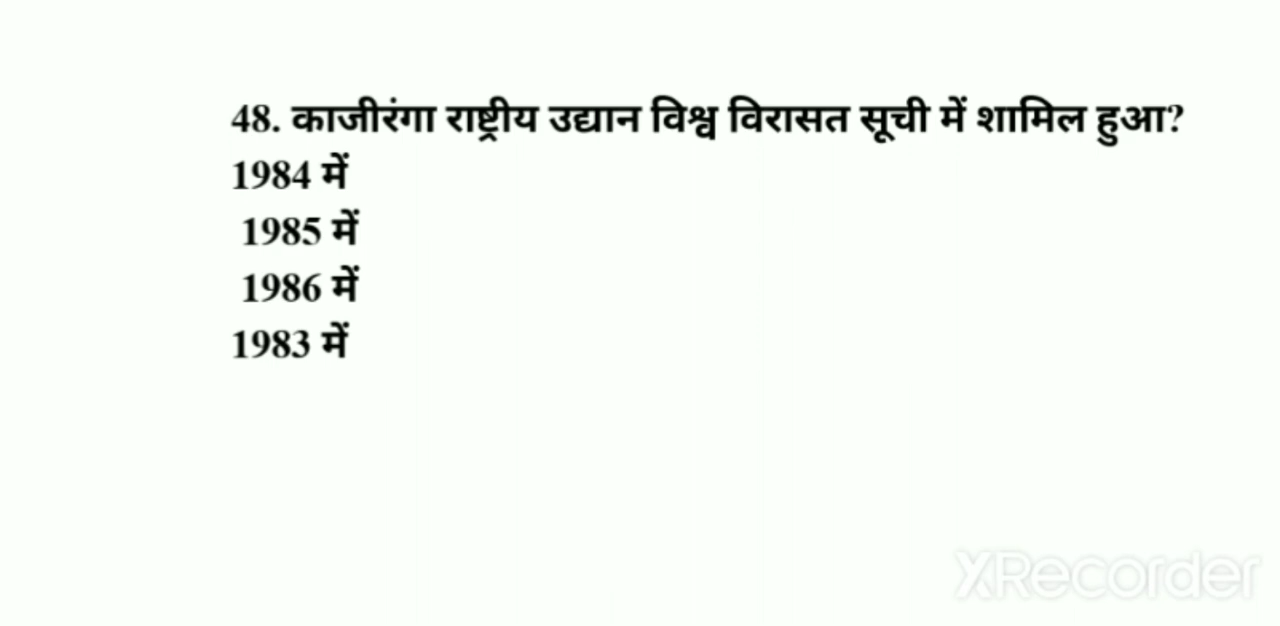 48. काजीरंगा राष्ट्रीय उद्यान विश्व विरासत सूची में शामिल हुआ?
1984 में
1985 में
1986 में
1983 में
XRecorder